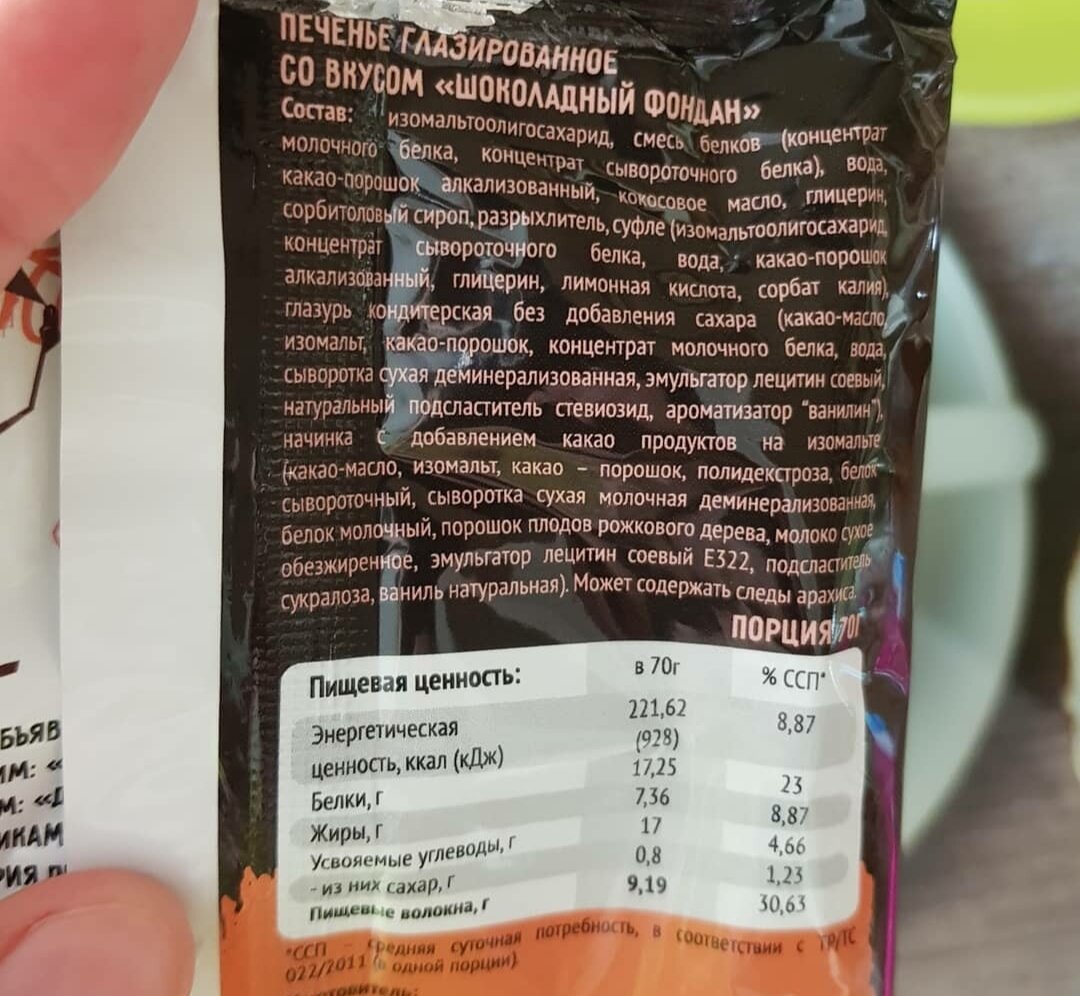 ПЕЧЕНЬЕ ГЛАЗИРОВАННОЕ
СО ВКУСОМ «ШОКОЛАДНЫЙ ФОНДАН»
Состав: изомальтоолигосахарид, смесь белков (концентрат
молочного белка, концентрат сывороточного белка), вода,
какао-порошок алкализованный, кокосовое масло, глицерин,
сорбитоловый сироп, разрыхлитель, суфле (изомальтоолигосахарид,
концентрат сывороточного белка, вода, какао-порошок
алкализованный, глицерин, лимонная кислота, сорбат калия),
глазурь кондитерская без добавления сахара (какао-масло,
изомальт, какао-порошок, концентрат молочного белка, вода,
сыворотка сухая деминерализованная, эмульгатор лецитин соевый,
натуральный подсластитель стевиозид, ароматизатор "ванилин"),
начинка с добавлением какао продуктов на изомальте
(какао-масло, изомальт, какао – порошок, полидекстроза, белок
сывороточный, сыворотка сухая молочная деминерализованная,
белок молочный, порошок плодов рожкового дерева, молоко сухое
обезжиренное, эмульгатор лецитин соевый Е322, подсластитель
сукралоза, ваниль натуральная). Может содержать следы арахиса.
ПОРЦИЯ 70Г
Пищевая ценность: в 70г % ССП*
Энергетическая 221,62 8,87
ценность, ккал (кДж) (928)
Белки, г 17,25 23
Жиры, г 7,36 8,87
Усвояемые углеводы, г 17 4,66
- из них сахар, г 0,8 1,23
Пищевые волокна, г 9,19 30,63
*ССП – средняя суточная потребность, в соответствии с ТР/ТС
022/2011 (в одной порции)
БЪЯВ
ИМ: «
М: «Д
ИКАМ
РИЯ